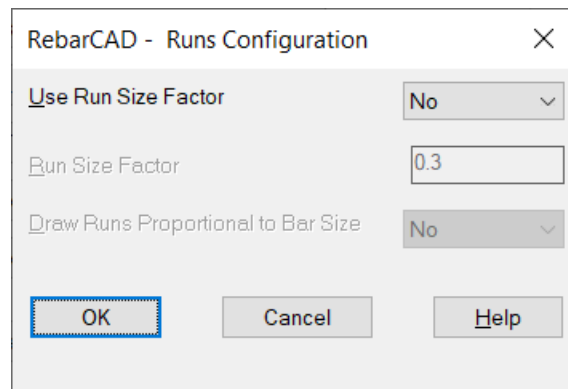 RebarCAD - Runs Configuration
Use Run Size Factor No
Run Size Factor 0.3
Draw Runs Proportional to Bar Size No
OK Cancel Help